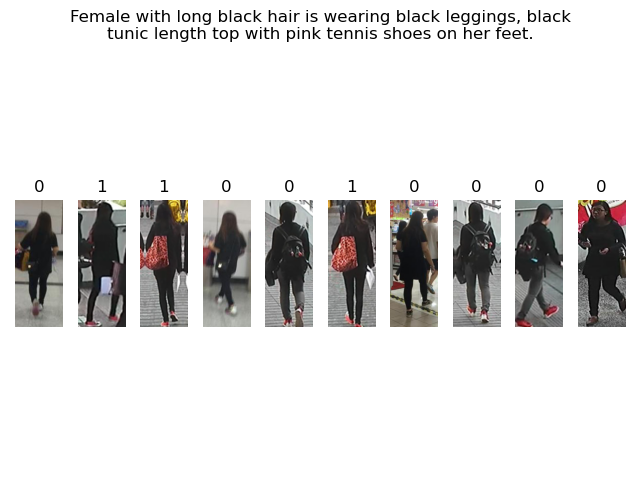 Female with long black hair is wearing black leggings, black
tunic length top with pink tennis shoes on her feet.
0 1 1 0 0 1 0 0 0 0